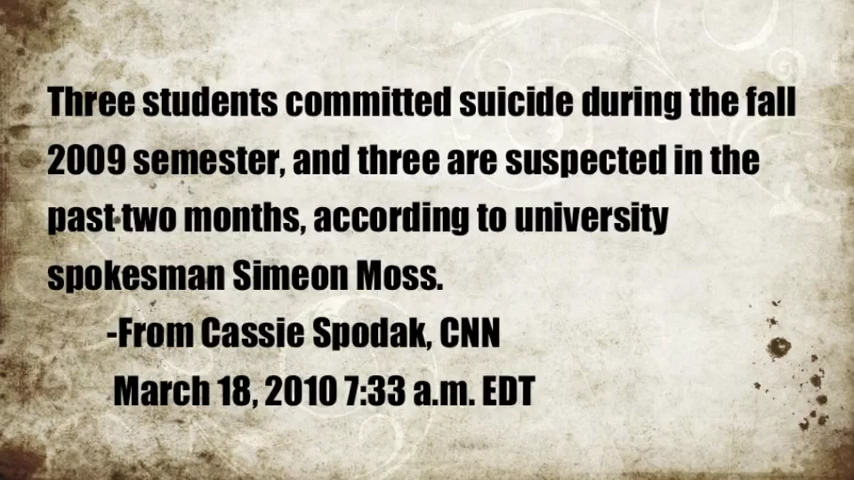 Three students committed suicide during the fall
2009 semester, and three are suspected in the
past two months, according to university
spokesman Simeon Moss.
-From Cassie Spodak, CNN
March 18, 2010 7:33 a.m. EDT